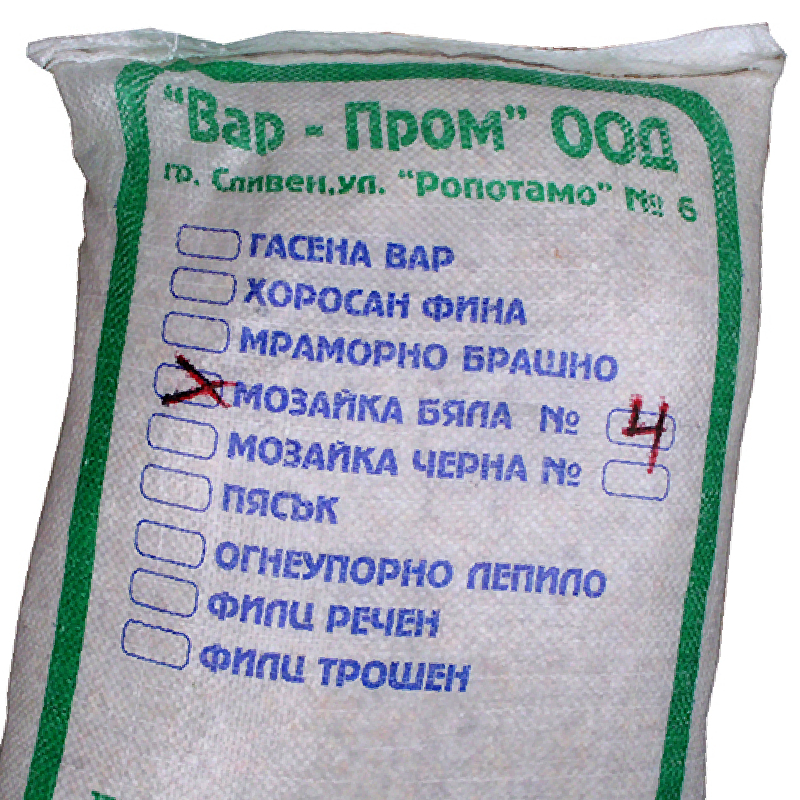 "Вар - Пром" ООД
гр. Сливен,ул. "Ропотамо" № 6
ГАСЕНА ВАР
ХОРОСАН ФИНА
МРАМОРНО БРАШНО
X МОЗАЙКА БЯЛА № 4
МОЗАЙКА ЧЕРНА №
ПЯСЪК
ОГНЕУПОРНО ЛЕПИЛО
ФИЛЦ РЕЧЕН
ФИЛЦ ТРОШЕН